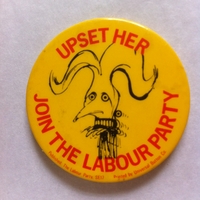 UPSET HER
JOIN THE LABOUR PARTY